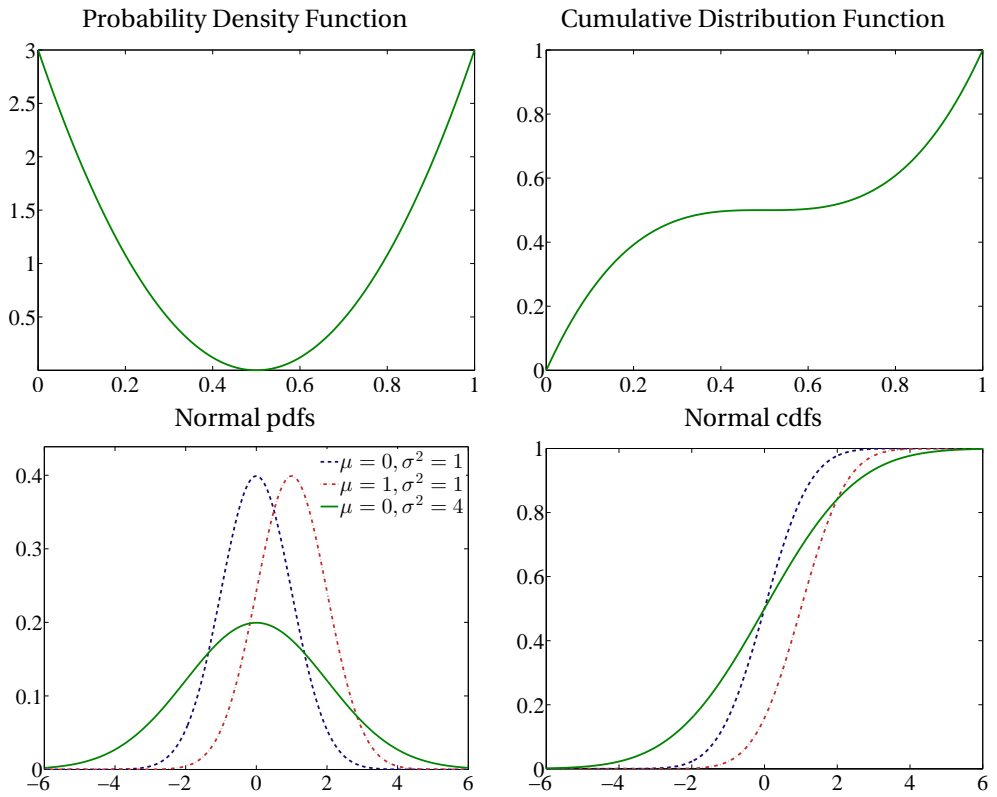 Probability Density Function
3
2.5
2
1.5
1
0.5
0 0.2 0.4 0.6 0.8 1
Cumulative Distribution Function
1
0.8
0.6
0.4
0.2
0
0 0.2 0.4 0.6 0.8 1
Normal pdfs
0.4
0.3
0.2
0.1
0
−6 −4 −2 0 2 4 6
μ = 0, σ² = 1
μ = 1, σ² = 1
μ = 0, σ² = 4
Normal cdfs
1
0.8
0.6
0.4
0.2
0
−6 −4 −2 0 2 4 6